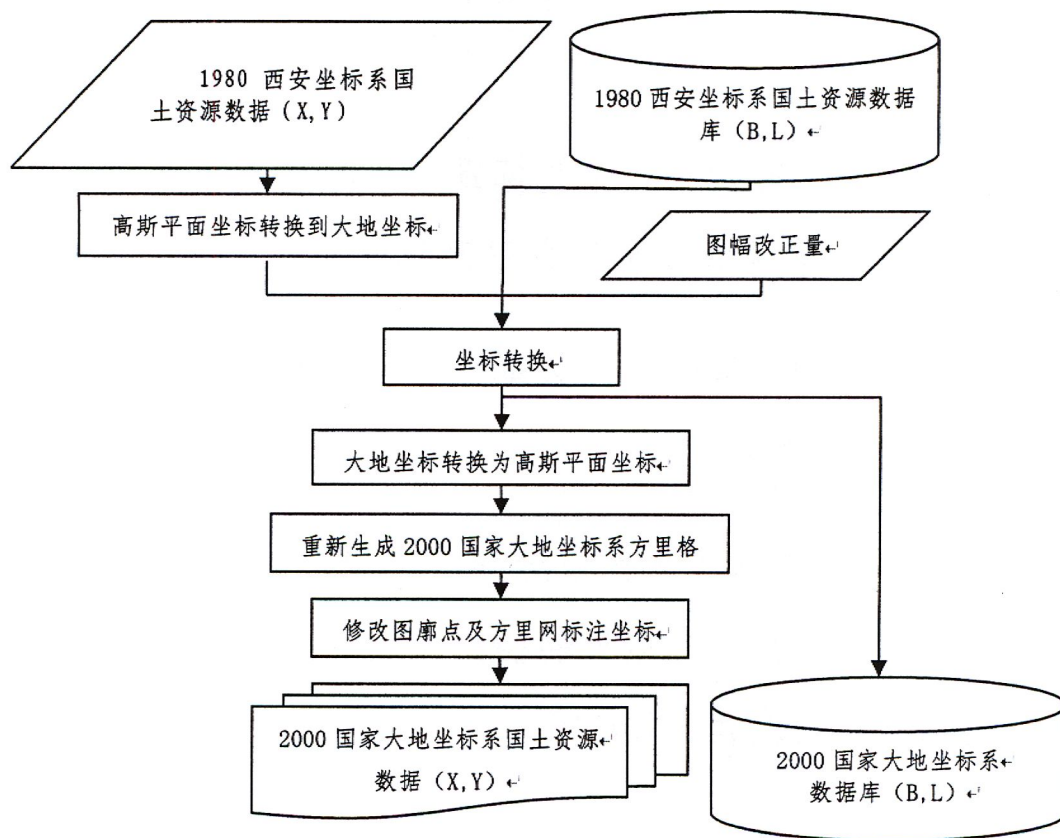 1980 西安坐标系国
土资源数据（X,Y）
1980 西安坐标系国土资源数据
库（B,L）↵
高斯平面坐标转换到大地坐标↵
图幅改正量↵
坐标转换↵
大地坐标转换为高斯平面坐标↵
重新生成 2000 国家大地坐标系方里格
修改图廓点及方里网标注坐标↵
2000 国家大地坐标系国土资源
数据（X,Y）↵
2000 国家大地坐标系↵
数据库（B,L）↵